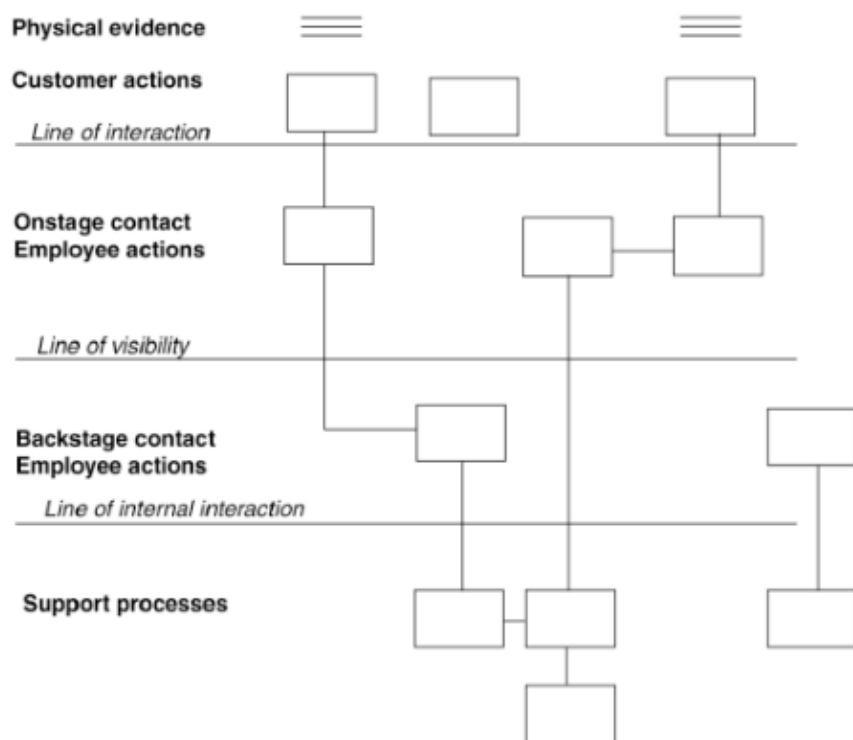 Physical evidence
Customer actions
Line of interaction
Onstage contact
Employee actions
Line of visibility
Backstage contact
Employee actions
Line of internal interaction
Support processes